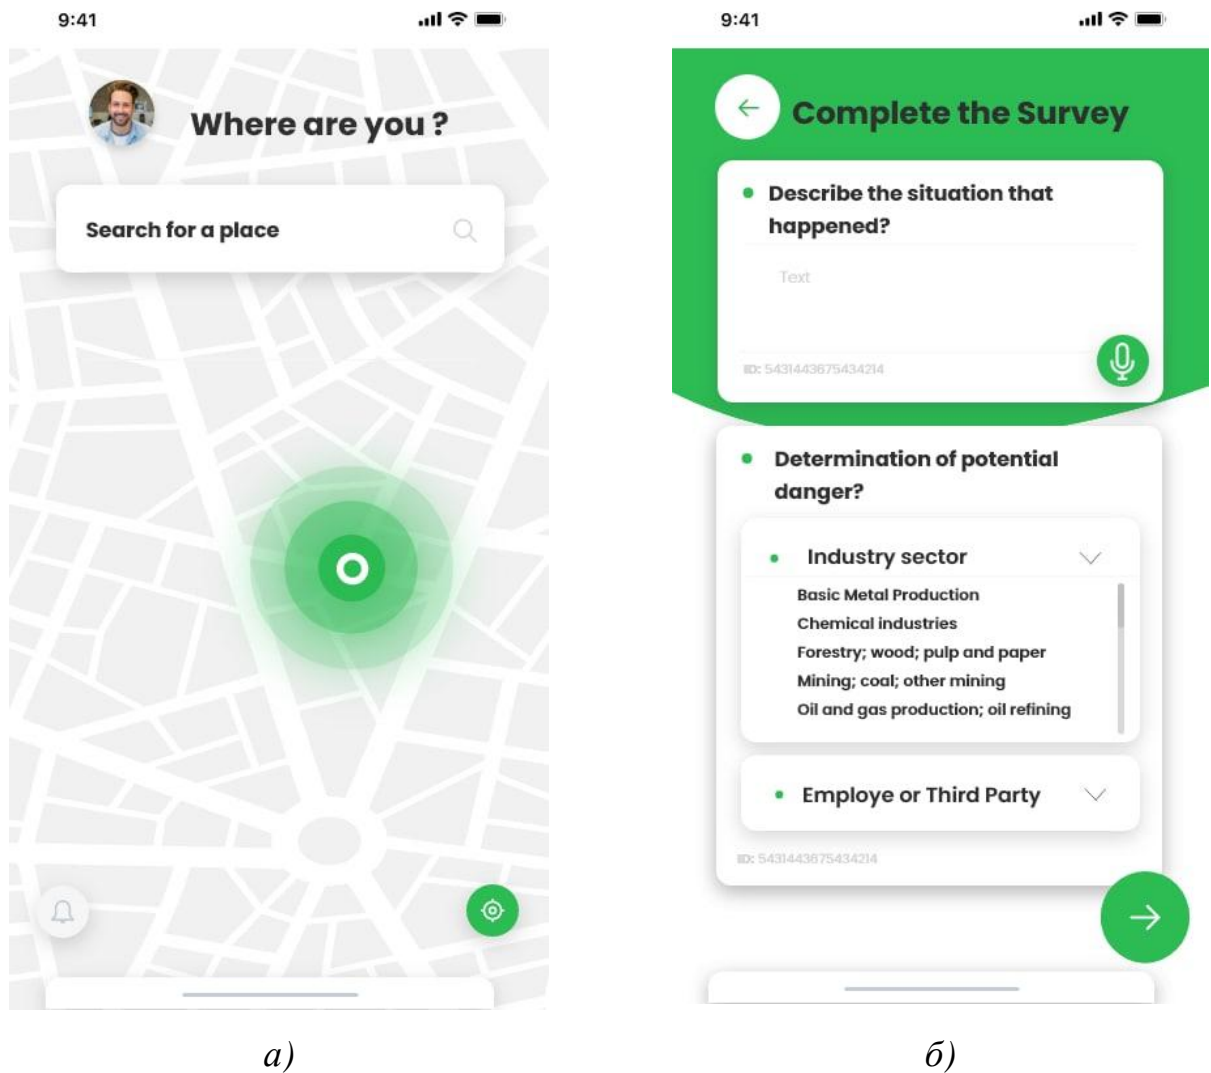 9:41
Where are you ?
Search for a place
9:41
Complete the Survey
Describe the situation that
happened?
Text
ID: 5431443675434214
Determination of potential
danger?
Industry sector
Basic Metal Production
Chemical industries
Forestry; wood; pulp and paper
Mining; coal; other mining
Oil and gas production; oil refining
Employe or Third Party
ID: 5431443675434214
а)
б)